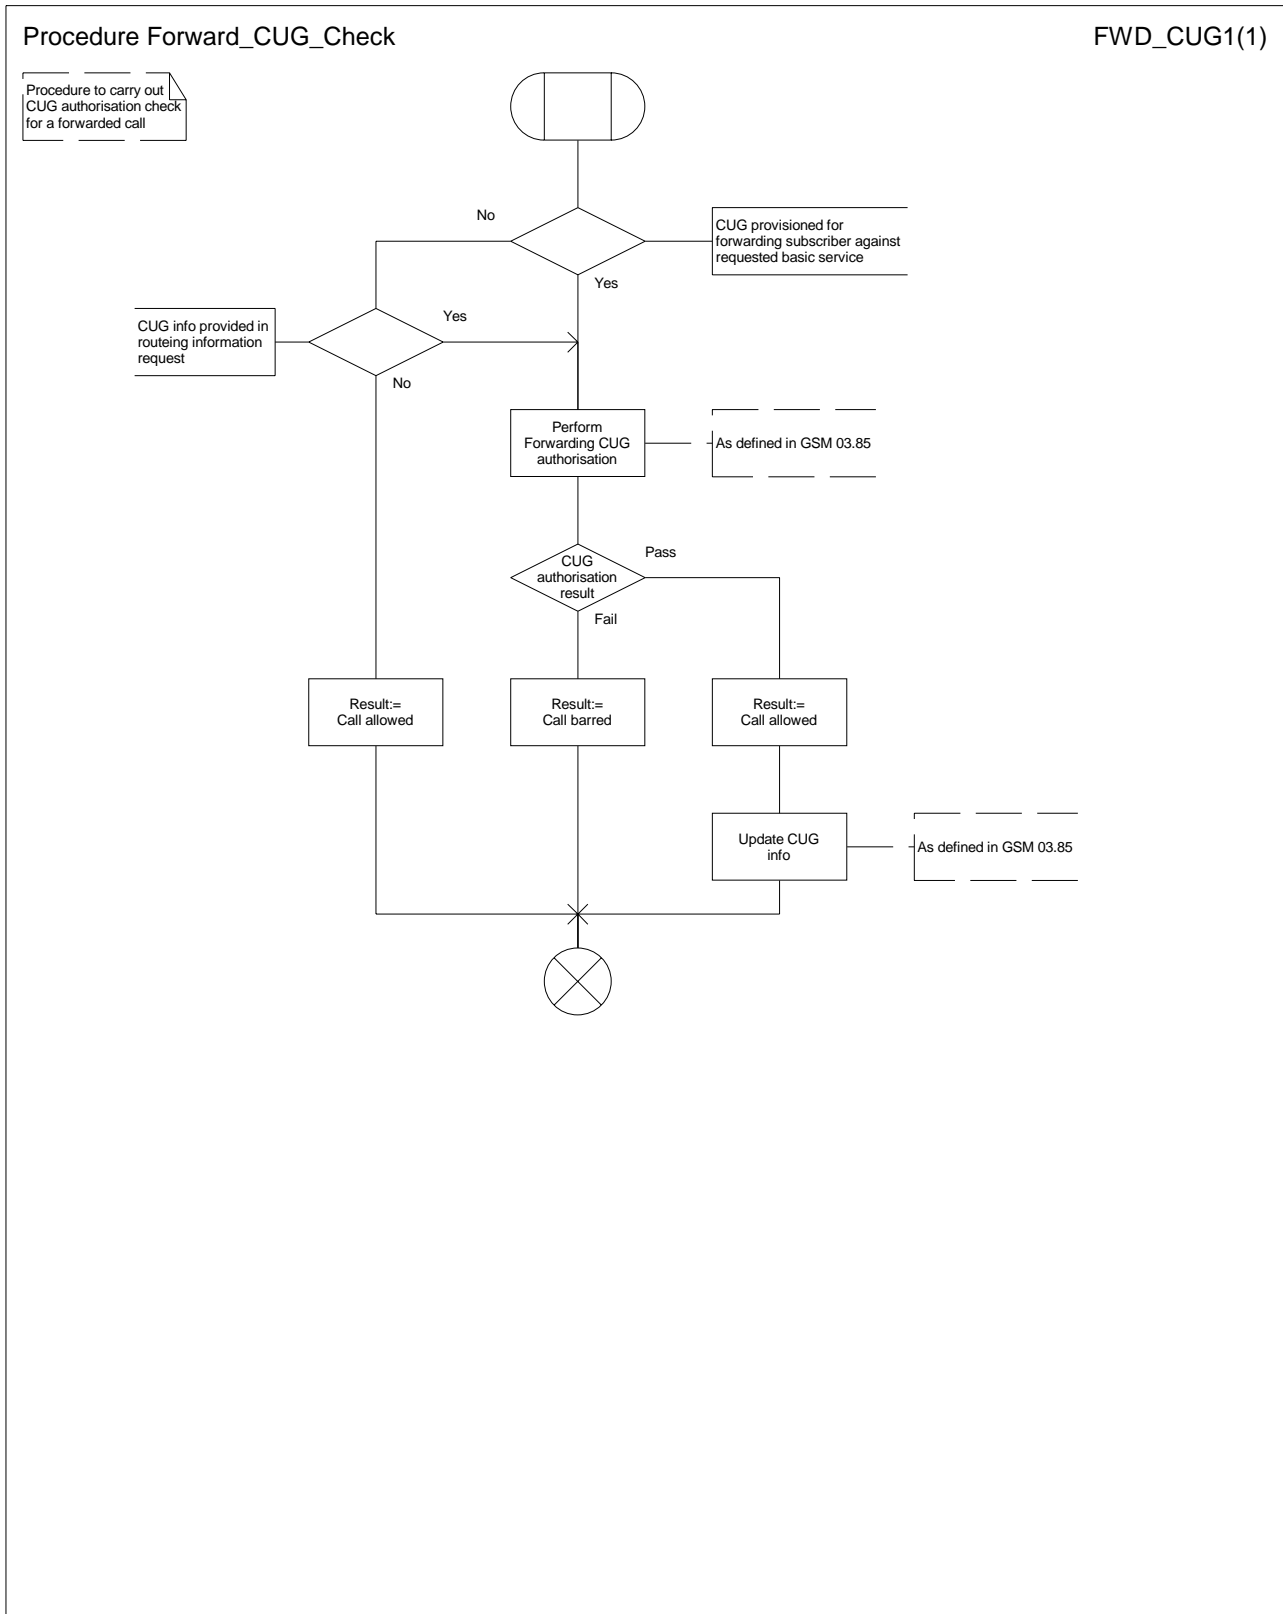 Procedure Forward_CUG_Check
FWD_CUG1(1)
Procedure to carry out
CUG authorisation check
for a forwarded call
No
CUG provisioned for
forwarding subscriber against
requested basic service
Yes
CUG info provided in
routeing information
request
Yes
No
Perform
Forwarding CUG
authorisation
As defined in GSM 03.85
CUG
authorisation
result
Pass
Fail
Result:=
Call allowed
Result:=
Call barred
Result:=
Call allowed
Update CUG
info
As defined in GSM 03.85